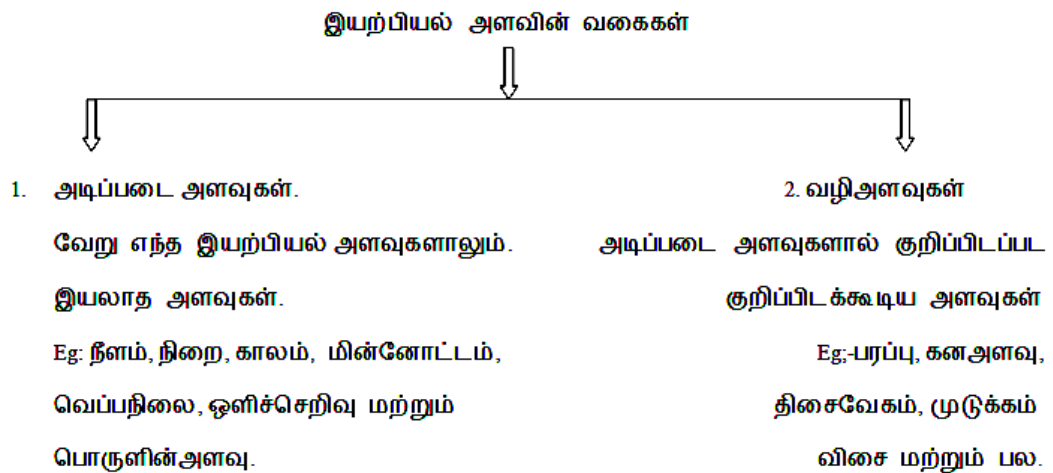 இயற்பியல் அளவின் வகைகள்
1. அடிப்படை அளவுகள்.
வேறு எந்த இயற்பியல் அளவுகளாலும்.
இயலாத அளவுகள்.
Eg: நீளம், நிறை, காலம், மின்னோட்டம்,
வெப்பநிலை, ஒளிச்செறிவு மற்றும்
பொருளின்அளவு.
2. வழிஅளவுகள்
அடிப்படை அளவுகளால் குறிப்பிடப்பட
குறிப்பிடக்கூடிய அளவுகள்
Eg;-பரப்பு, கனஅளவு,
திசைவேகம், முடுக்கம்
விசை மற்றும் பல.